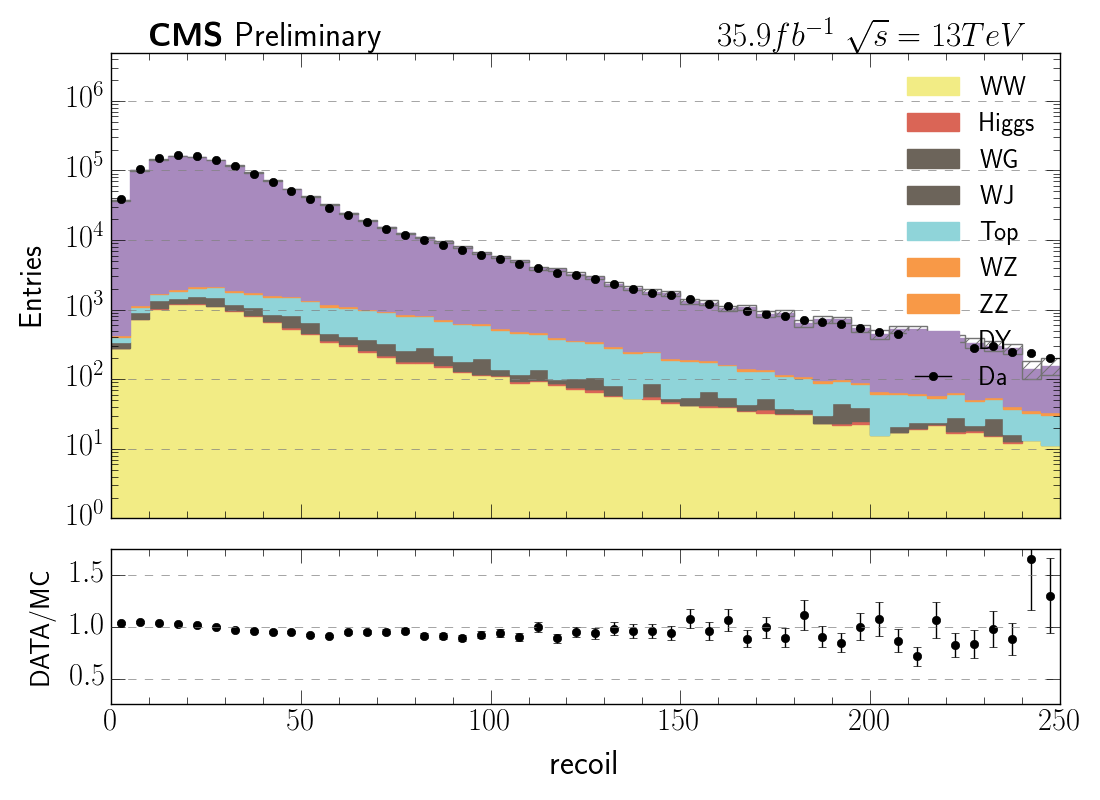 CMS Preliminary 35.9fb⁻¹ √s = 13TeV
Entries
10⁶
10⁵
10⁴
10³
10²
10¹
10⁰
WW
Higgs
WG
WJ
Top
WZ
ZZ
DY
Da
DATA/MC
1.5
1.0
0.5
0 50 100 150 200 250
recoil